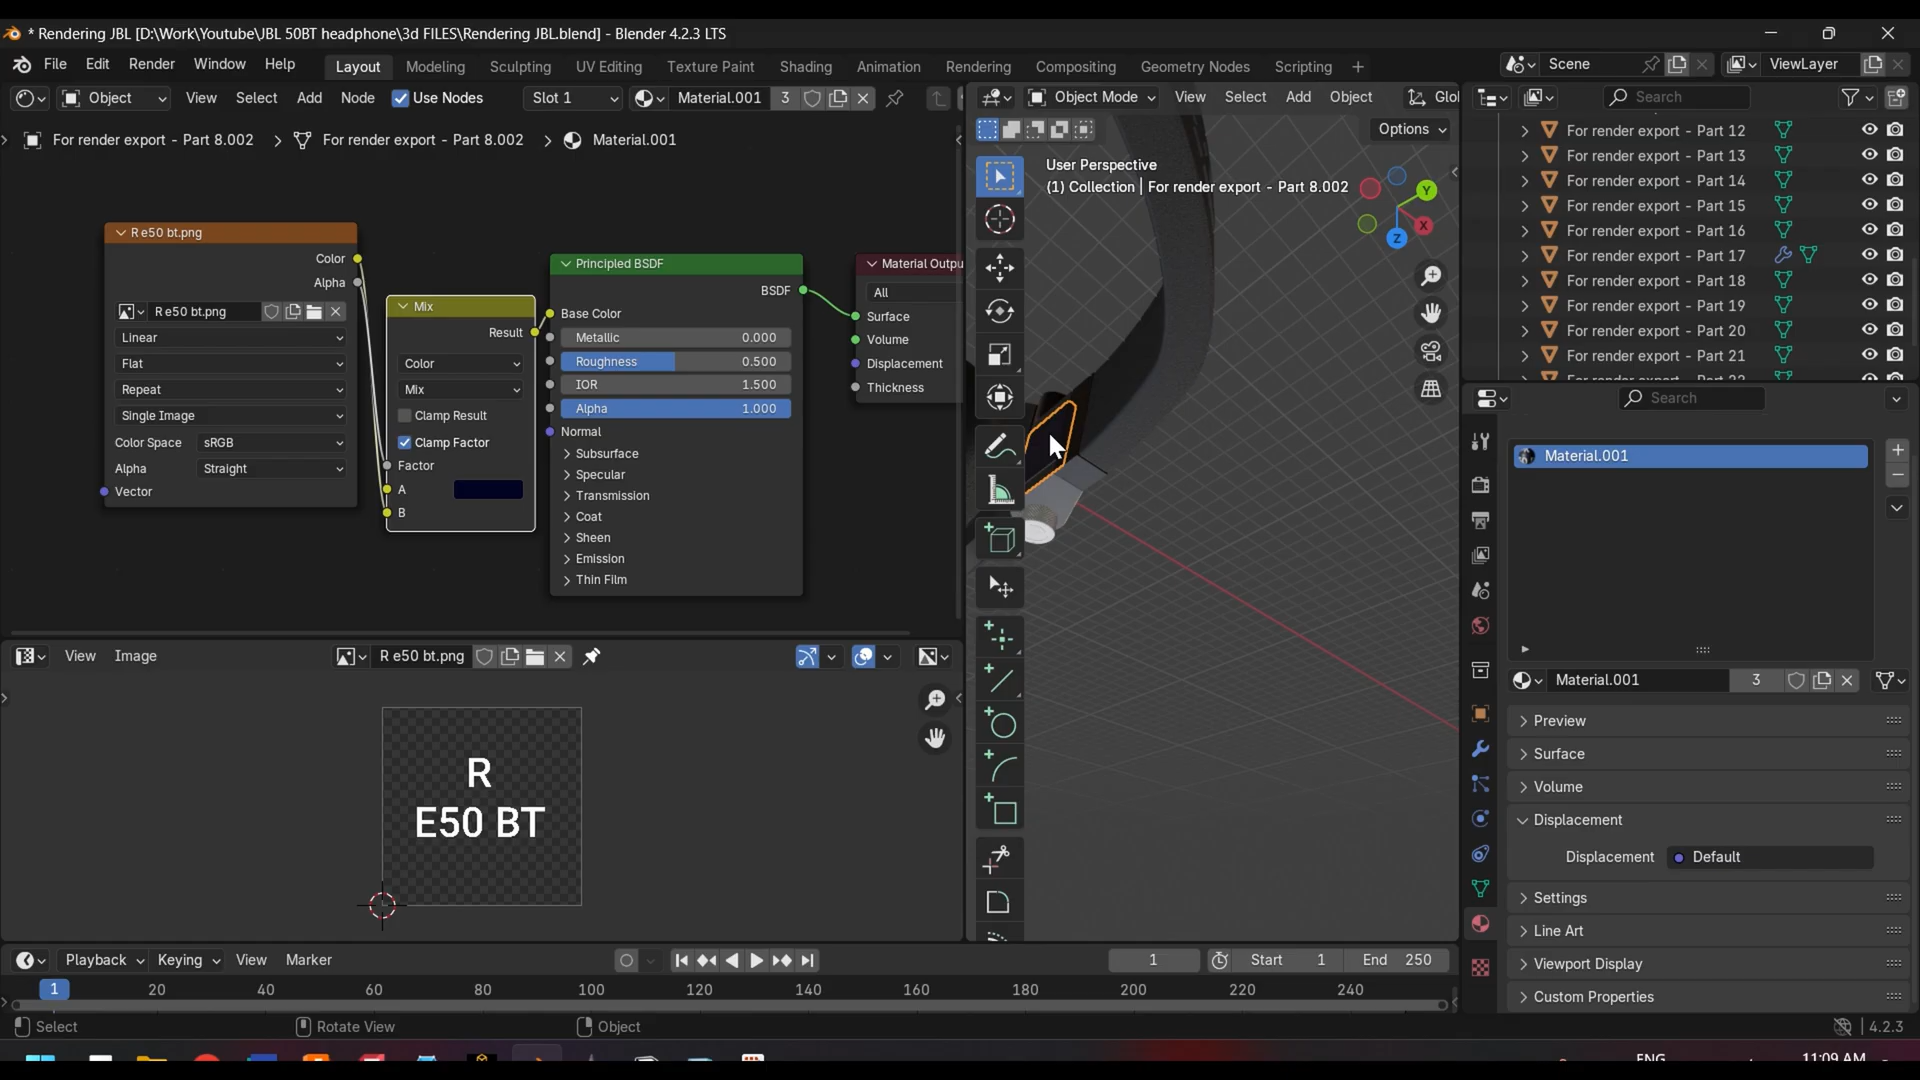 * Rendering JBL [D:\Work\Youtube\JBL 50BT headphone\3d FILES\Rendering JBL.blend] - Blender 4.2.3 LTS
File Edit Render Window Help Layout Modeling Sculpting UV Editing Texture Paint Shading Animation Rendering Compositing Geometry Nodes Scripting + Scene ViewLayer
Object View Select Add Node Use Nodes Slot 1 Material.001 3
Object Mode View Select Add Object Glo
Search
For render export - Part 8.002 > For render export - Part 8.002 > Material.001
Options
User Perspective
(1) Collection | For render export - Part 8.002
Y
X
Z
For render export - Part 12
For render export - Part 13
For render export - Part 14
For render export - Part 15
For render export - Part 16
For render export - Part 17
For render export - Part 18
For render export - Part 19
For render export - Part 20
For render export - Part 21
R e50 bt.png
Color
Alpha
R e50 bt.png
Linear
Flat
Repeat
Single Image
Color Space sRGB
Alpha Straight
Vector
Mix
Result
Color
Mix
Clamp Result
Clamp Factor
Factor
A
B
Principled BSDF
BSDF
Base Color
Metallic 0.000
Roughness 0.500
IOR 1.500
Alpha 1.000
Normal
Subsurface
Specular
Transmission
Coat
Sheen
Emission
Thin Film
Material Outpu
All
Surface
Volume
Displacement
Thickness
Search
Material.001
Material.001 3
Preview
Surface
Volume
Displacement
Displacement Default
Settings
Line Art
Viewport Display
Custom Properties
View Image R e50 bt.png
R
E50 BT
Playback Keying View Marker 1 Start 1 End 250
1 20 40 60 80 100 120 140 160 180 200 220 240
Select Rotate View Object 4.2.3
ENG 11:09 AM